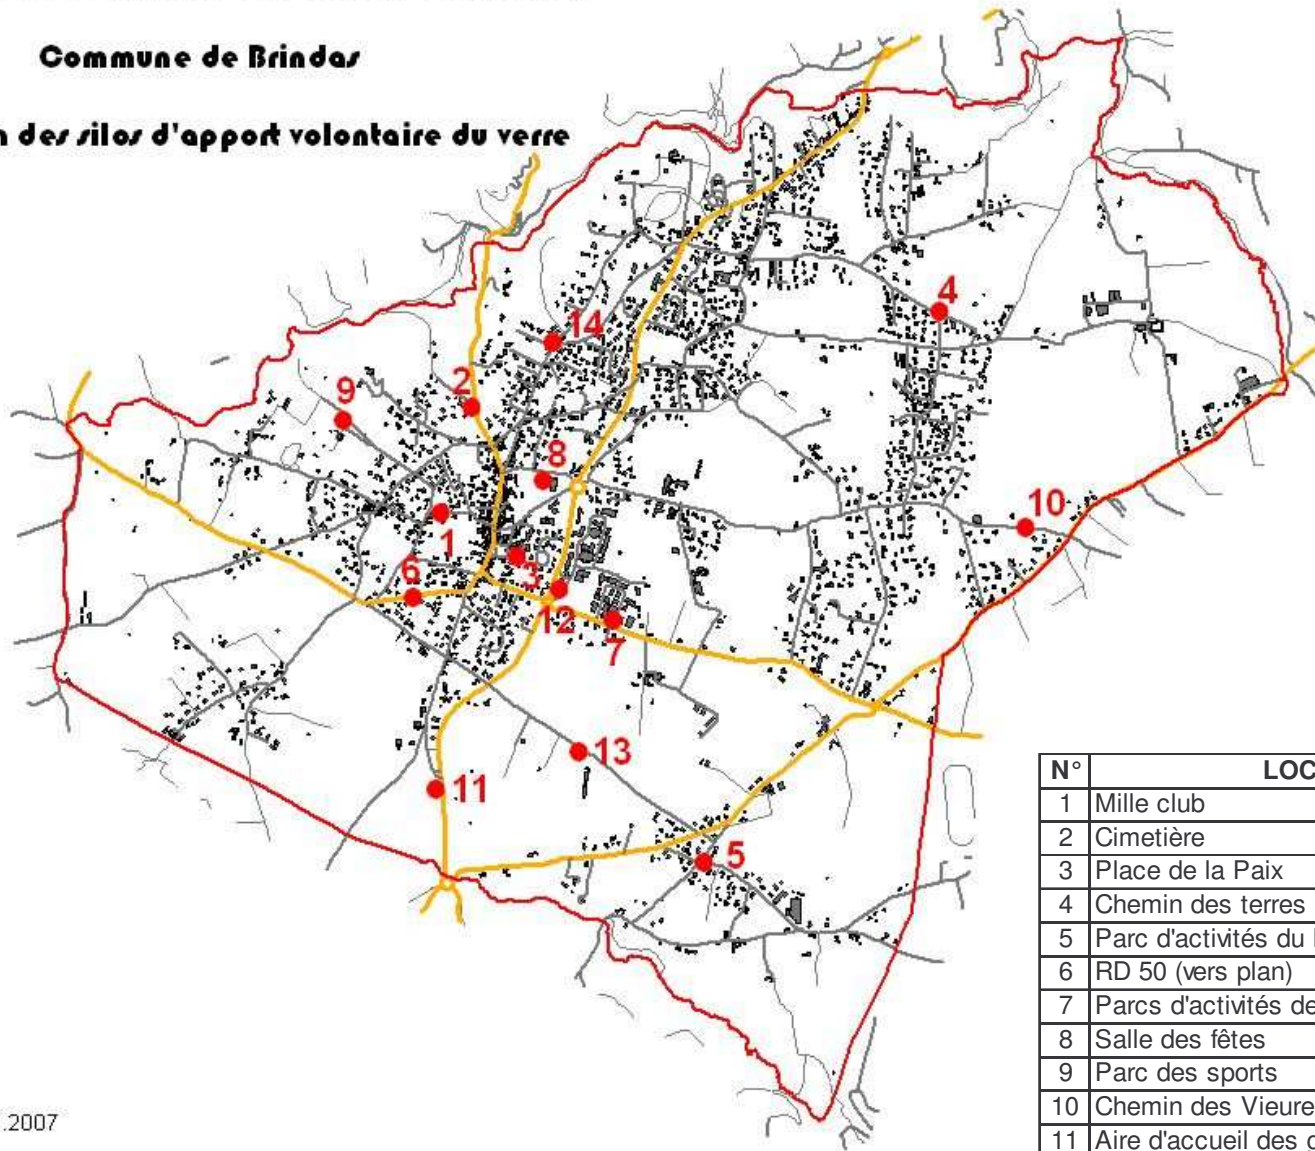 Commune de Brindas
des silos d'apport volontaire du verre
4
14
2
9
8
10
1
3
6
12
7
13
11
5
N° LOC
1 Mille club
2 Cimetière
3 Place de la Paix
4 Chemin des terres
5 Parc d'activités du
6 RD 50 (vers plan)
7 Parcs d'activités de
8 Salle des fêtes
9 Parc des sports
10 Chemin des Vieure
11 Aire d'accueil des
.2007